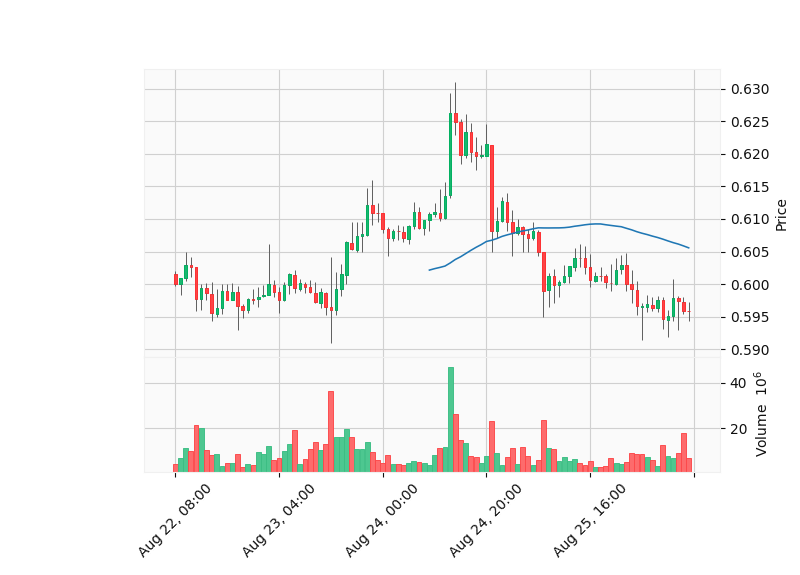 0.630
0.625
0.620
0.615
0.610
0.605
0.600
0.595
0.590
Price
40
20
Volume 10^6
Aug 22, 08:00
Aug 23, 04:00
Aug 24, 00:00
Aug 24, 20:00
Aug 25, 16:00